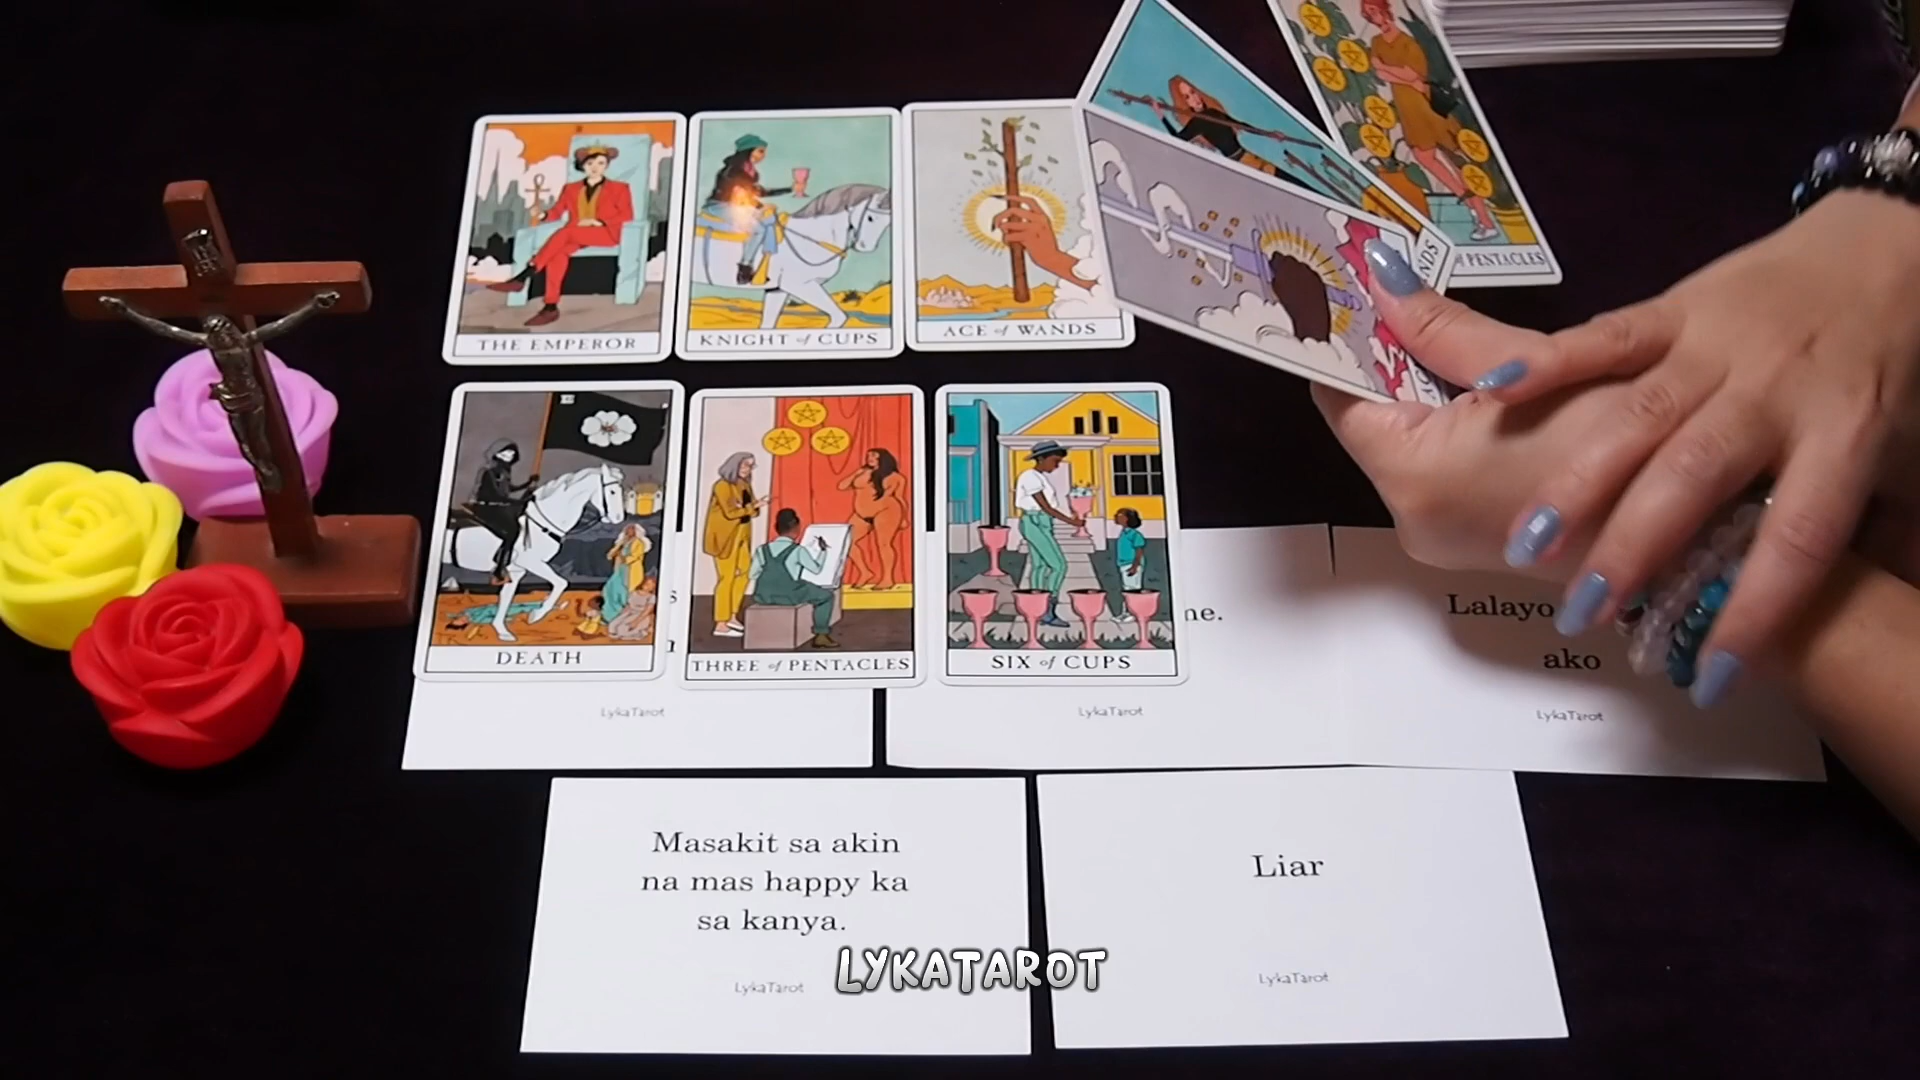 THE EMPEROR
KNIGHT of CUPS
ACE of WANDS
PENTACLES
DEATH
THREE of PENTACLES
SIX of CUPS
me.
Lalayo
ako
LykaTarot
LykaTarot
LykaTarot
Masakit sa akin
na mas happy ka
sa kanya.
LykaTarot
Liar
LykaTarot
LYKATAROT